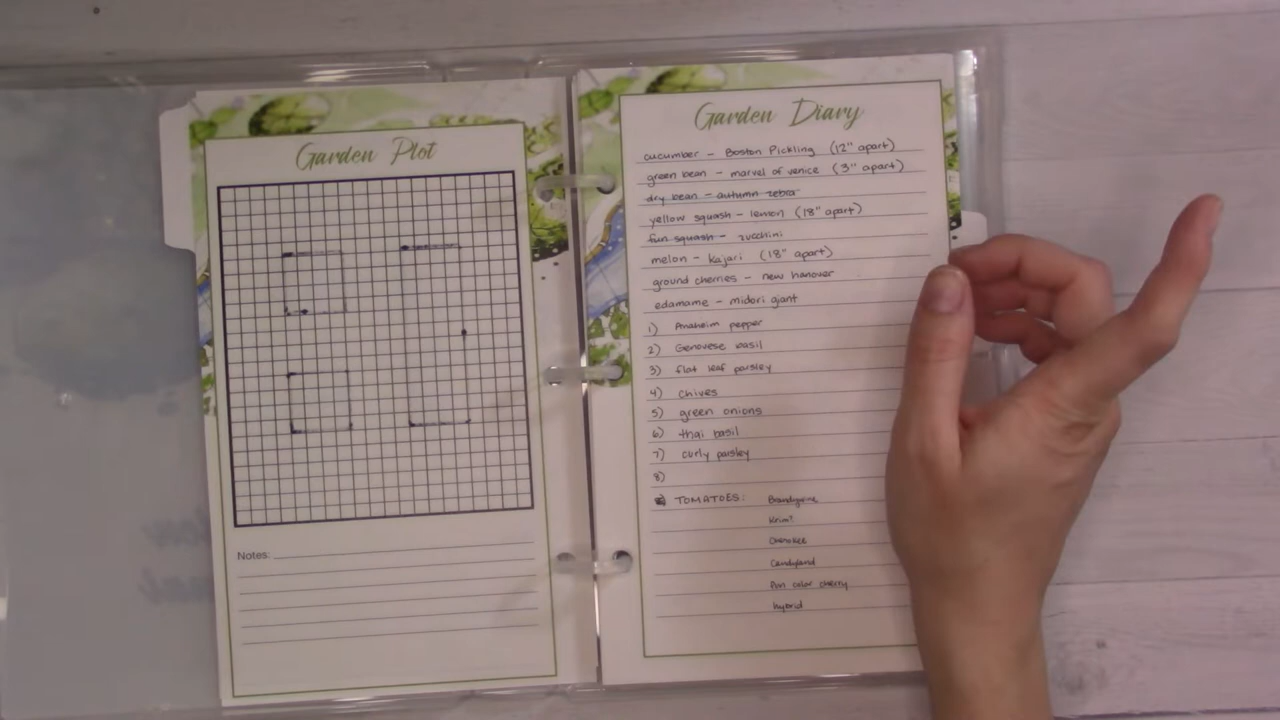 Garden Plot
Notes:
Garden Diary
cucumber - Boston Pickling (12" apart)
green bean - marvel of venice (3" apart)
dry bean - autumn zebra
yellow squash - lemon (18" apart)
fun squash - zucchini
melon - kajari (18" apart)
ground cherries - new hanover
edamame - midori giant
1) Anaheim pepper
2) Genovese basil
3) flat leaf parsley
4) chives
5) green onions
6) thai basil
7) curly parsley
8)
TOMATOES: Brandywine
Krim?
Cherokee
Candyland
Fun color cherry
hybrid